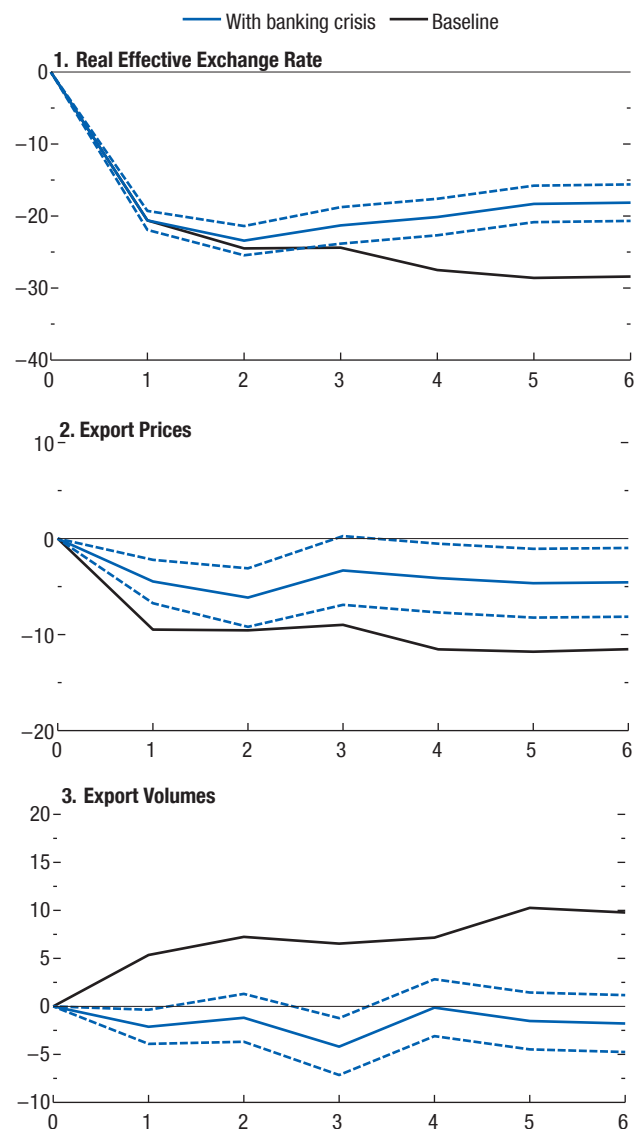 With banking crisis Baseline
1. Real Effective Exchange Rate
0
–10
–20
–30
–40
0 1 2 3 4 5 6
2. Export Prices
10
0
–10
–20
0 1 2 3 4 5 6
3. Export Volumes
20
15
10
5
0
–5
–10
0 1 2 3 4 5 6